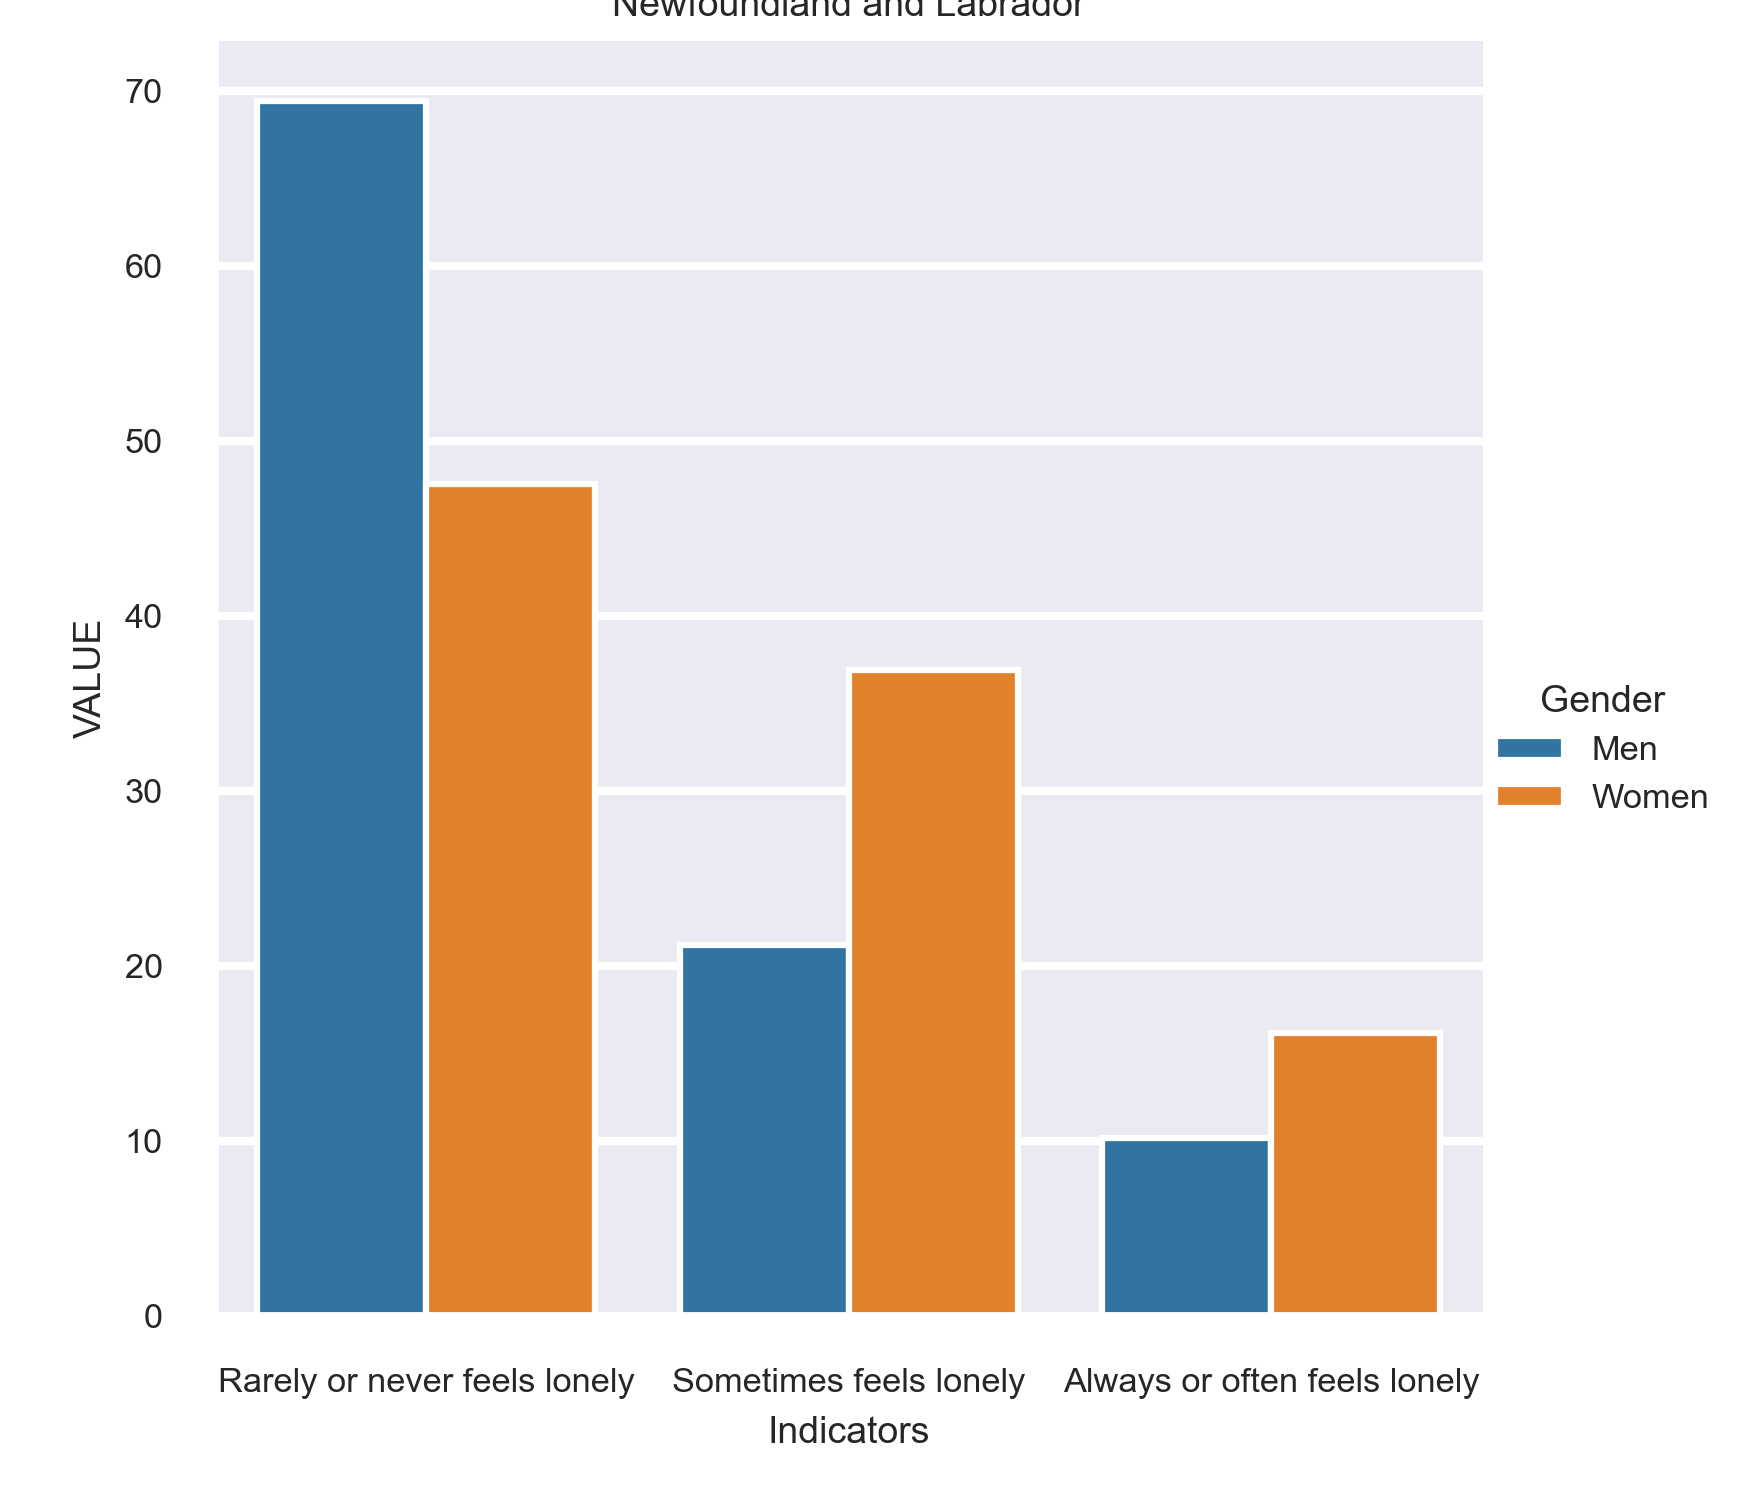 Newfoundland and Labrador
70
60
50
40
30
20
10
0
VALUE
Gender
Men
Women
Rarely or never feels lonely
Sometimes feels lonely
Always or often feels lonely
Indicators